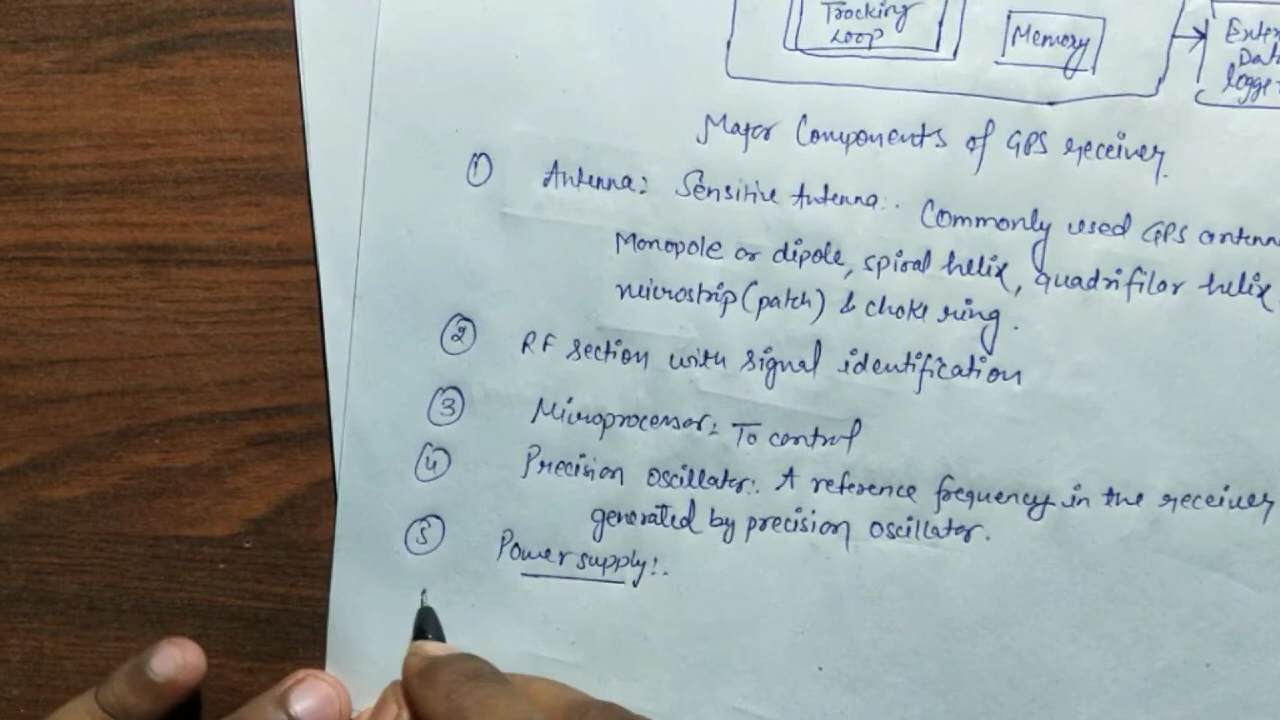 Tracking
Loop
Memory
Exter
Dat
logge
Major Components of GPS receiver.
① Antenna: Sensitive Antenna:. Commonly used GPS antenna
Monopole or dipole, spiral helix, quadrifilar helix
microstrip (patch) & choke ring.
② RF section with signal identification
③ Microprocessor: To control
④ Precision oscillator:. A reference frequency in the receiver
generated by precision oscillator.
⑤ Power supply:.